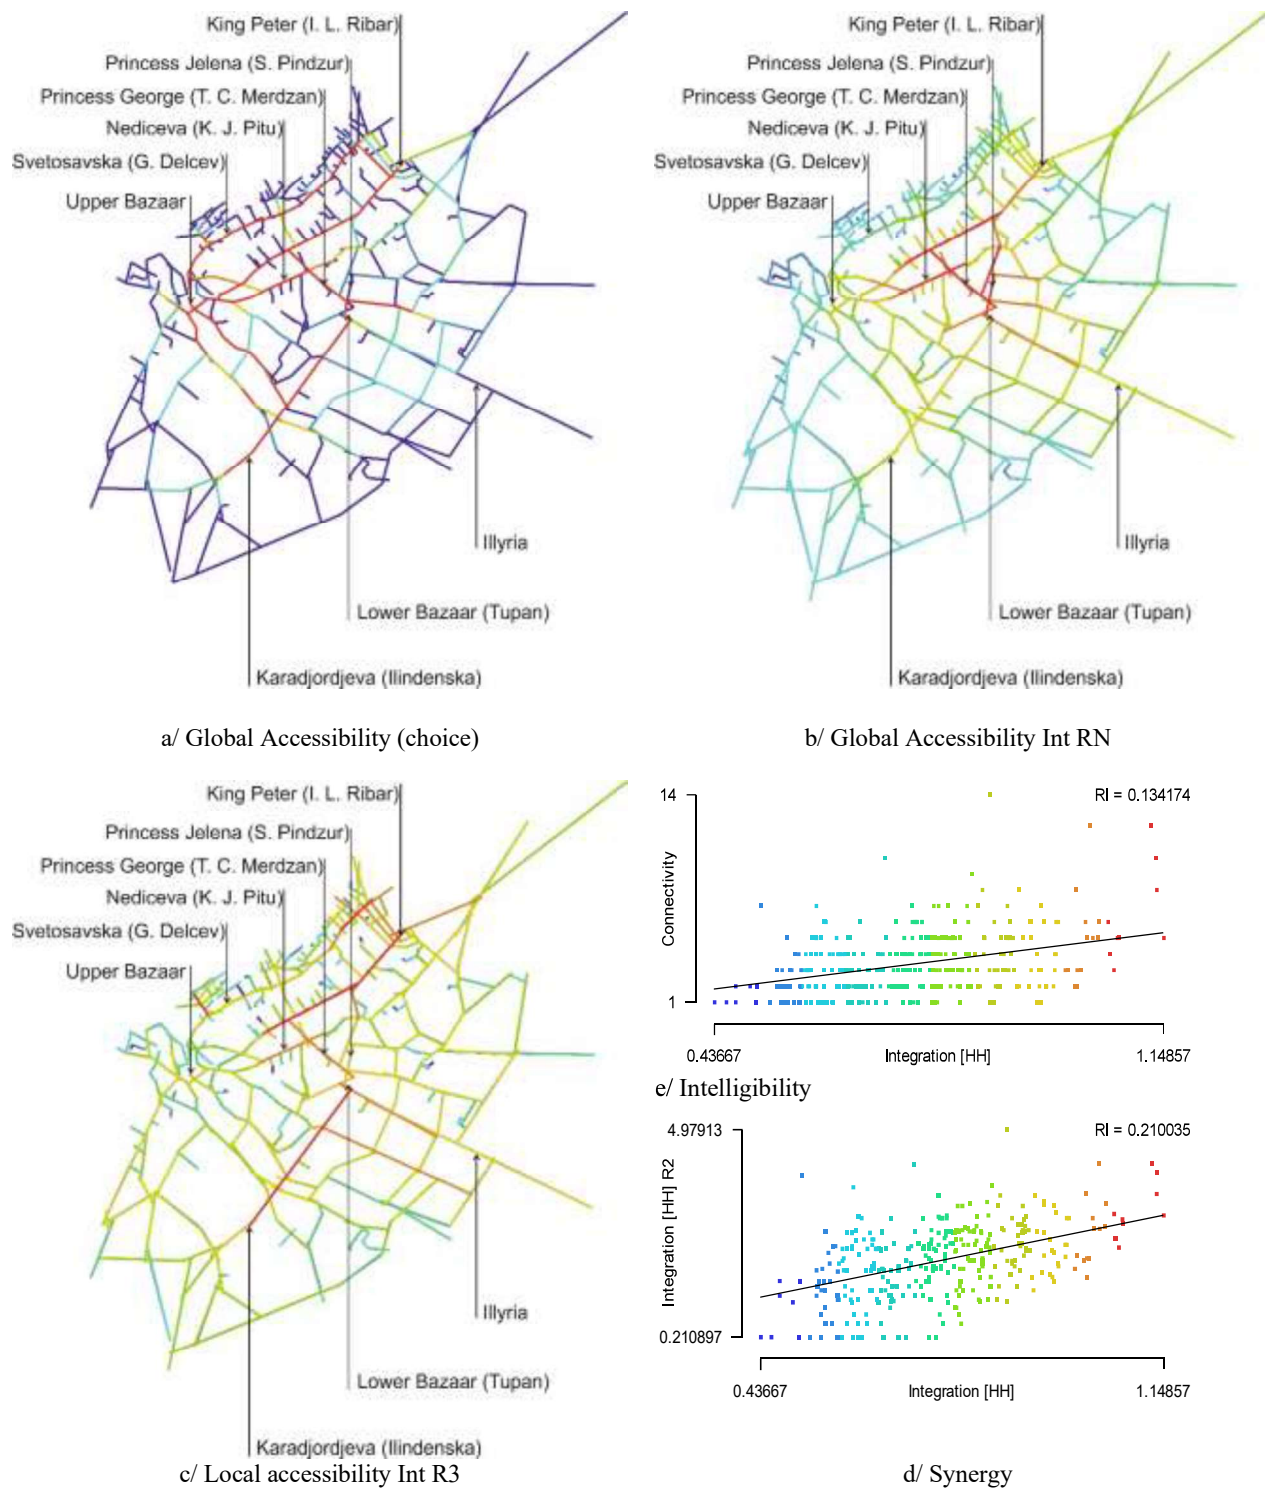 King Peter (I. L. Ribar)
Princess Jelena (S. Pindzur)
Princess George (T. C. Merdzan)
Nediceva (K. J. Pitu)
Svetosavska (G. Delcev)
Upper Bazaar
Illyria
Lower Bazaar (Tupan)
Karadjordjeva (Ilindenska)
a/ Global Accessibility (choice)
King Peter (I. L. Ribar)
Princess Jelena (S. Pindzur)
Princess George (T. C. Merdzan)
Nediceva (K. J. Pitu)
Svetosavska (G. Delcev)
Upper Bazaar
Illyria
Lower Bazaar (Tupan)
Karadjordjeva (Ilindenska)
b/ Global Accessibility Int RN
King Peter (I. L. Ribar)
Princess Jelena (S. Pindzur)
Princess George (T. C. Merdzan)
Nediceva (K. J. Pitu)
Svetosavska (G. Delcev)
Upper Bazaar
Illyria
Lower Bazaar (Tupan)
Karadjordjeva (Ilindenska)
c/ Local accessibility Int R3
14
RI = 0.134174
Connectivity
1
0.43667
Integration [HH]
1.14857
e/ Intelligibility
4.97913
RI = 0.210035
Integration [HH] R2
0.210897
0.43667
Integration [HH]
1.14857
d/ Synergy